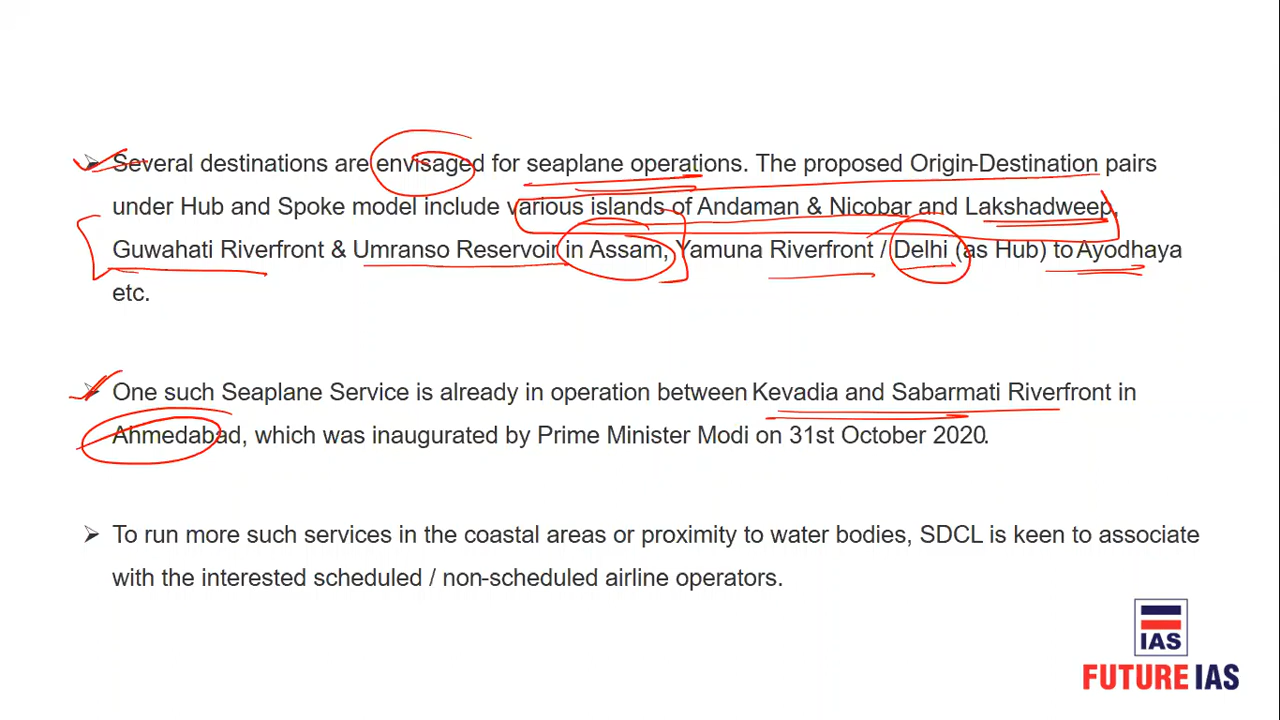 Several destinations are envisaged for seaplane operations. The proposed Origin-Destination pairs
under Hub and Spoke model include various islands of Andaman & Nicobar and Lakshadweep,
Guwahati Riverfront & Umranso Reservoir in Assam, Yamuna Riverfront / Delhi (as Hub) to Ayodhaya
etc.
One such Seaplane Service is already in operation between Kevadia and Sabarmati Riverfront in
Ahmedabad, which was inaugurated by Prime Minister Modi on 31st October 2020.
To run more such services in the coastal areas or proximity to water bodies, SDCL is keen to associate
with the interested scheduled / non-scheduled airline operators.
IAS
FUTURE IAS